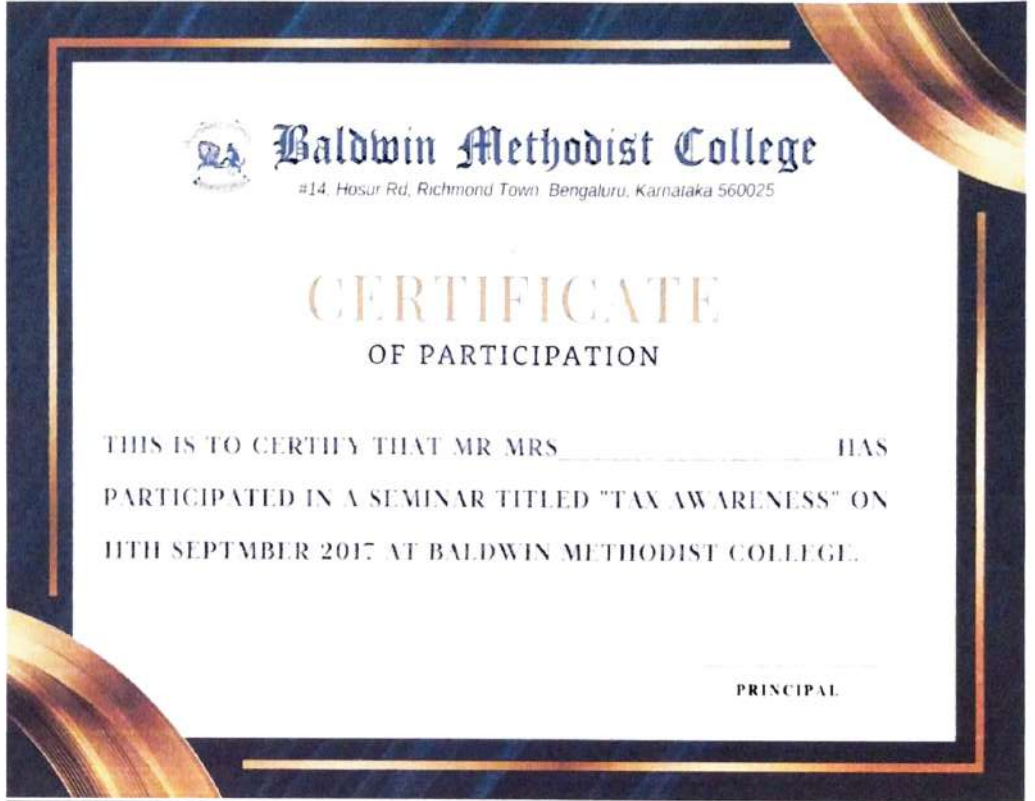 Baldwin Methodist College
#14, Hosur Rd, Richmond Town Bengaluru, Karnataka 560025
CERTIFICATE
OF PARTICIPATION
THIS IS TO CERTIFY THAT MR MRS____________________ HAS
PARTICIPATED IN A SEMINAR TITLED "TAX AWARENESS" ON
11TH SEPTMBER 2017 AT BALDWIN METHODIST COLLEGE.
PRINCIPAL